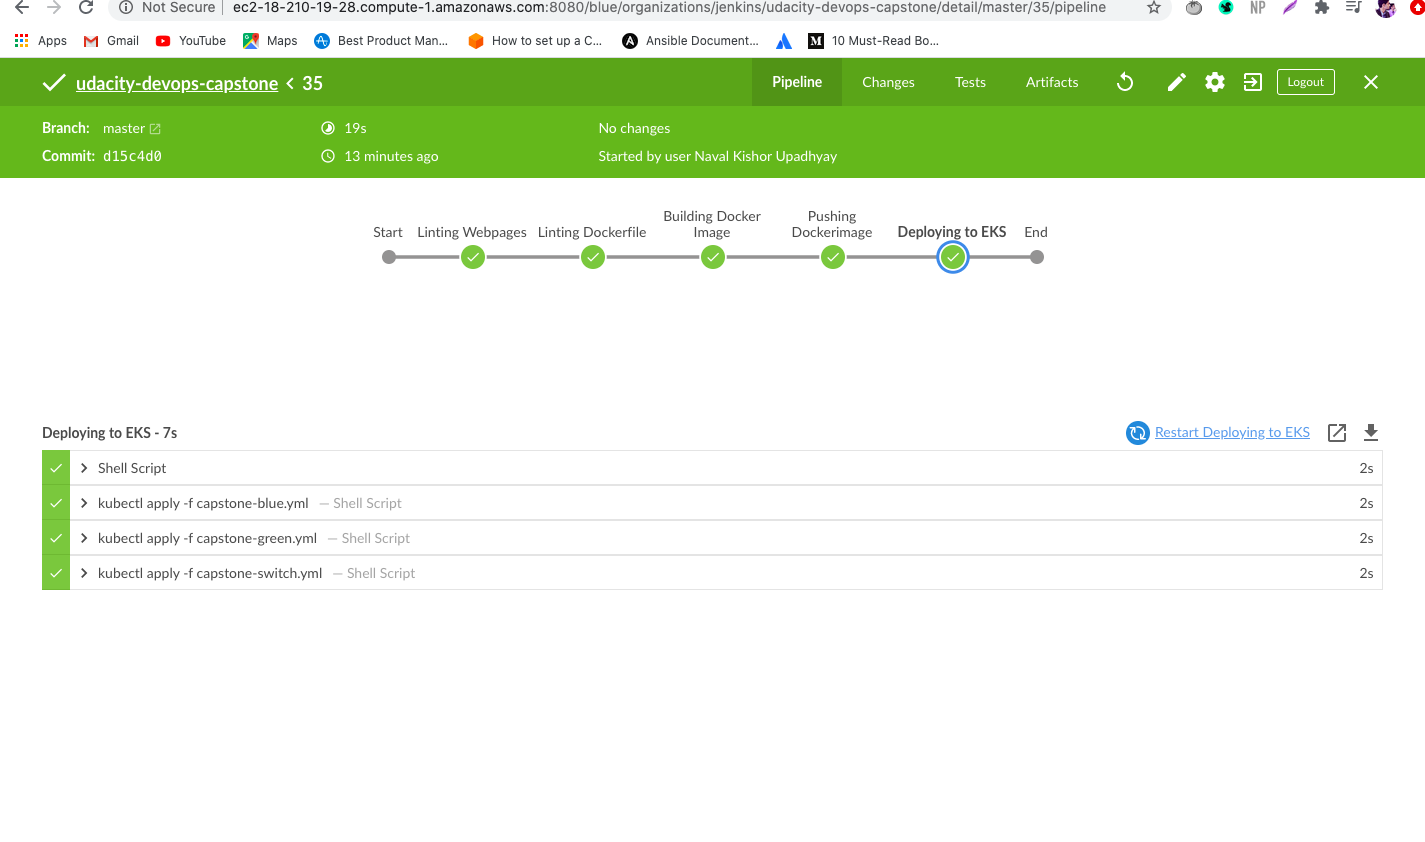 Not Secure ec2-18-210-19-28.compute-1.amazonaws.com:8080/blue/organizations/jenkins/udacity-devops-capstone/detail/master/35/pipeline NP
Apps Gmail YouTube Maps Best Product Man... How to set up a C... A Ansible Document... M 10 Must-Read Bo...
udacity-devops-capstone < 35 Pipeline Changes Tests Artifacts Logout
Branch: master 19s No changes
Commit: d15c4d0 13 minutes ago Started by user Naval Kishor Upadhyay
Start Linting Webpages Linting Dockerfile Building Docker Image Pushing Dockerimage Deploying to EKS End
Deploying to EKS - 7s Restart Deploying to EKS
Shell Script 2s
kubectl apply -f capstone-blue.yml — Shell Script 2s
kubectl apply -f capstone-green.yml — Shell Script 2s
kubectl apply -f capstone-switch.yml — Shell Script 2s